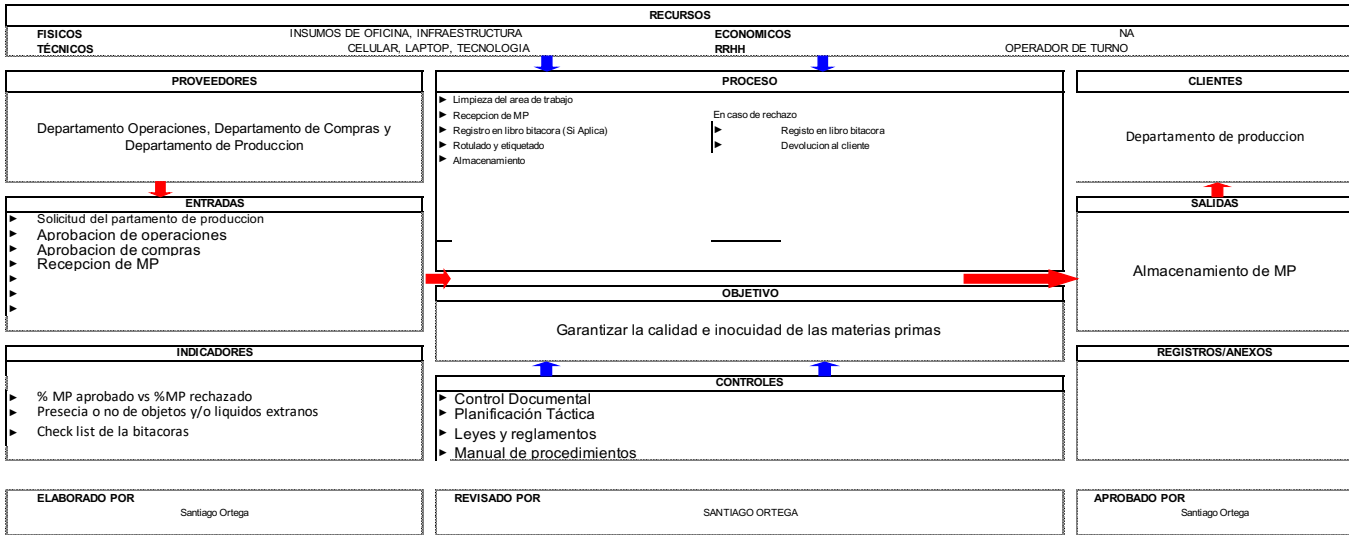 RECURSOS
FISICOS INSUMOS DE OFICINA, INFRAESTRUCTURA ECONOMICOS NA
TÉCNICOS CELULAR, LAPTOP, TECNOLOGIA RRHH OPERADOR DE TURNO
PROVEEDORES
Departamento Operaciones, Departamento de Compras y
Departamento de Produccion
PROCESO
► Limpieza del area de trabajo
► Recepcion de MP
► Registro en libro bitacora (Si Aplica)
► Rotulado y etiquetado
► Almacenamiento
En caso de rechazo
► Registo en libro bitacora
► Devolucion al cliente
CLIENTES
Departamento de produccion
ENTRADAS
► Solicitud del partamento de produccion
► Aprobacion de operaciones
► Aprobacion de compras
► Recepcion de MP
►
►
►
SALIDAS
Almacenamiento de MP
OBJETIVO
Garantizar la calidad e inocuidad de las materias primas
INDICADORES
► % MP aprobado vs %MP rechazado
► Presecia o no de objetos y/o liquidos extranos
► Check list de la bitacoras
CONTROLES
► Control Documental
► Planificación Táctica
► Leyes y reglamentos
► Manual de procedimientos
REGISTROS/ANEXOS
ELABORADO POR
Santiago Ortega
REVISADO POR
SANTIAGO ORTEGA
APROBADO POR
Santiago Ortega